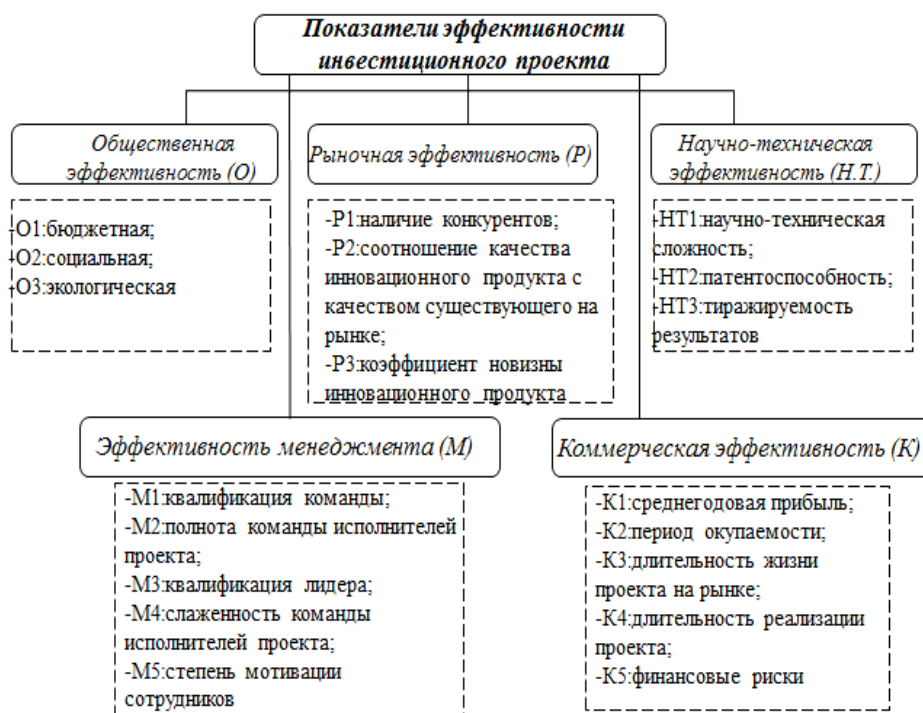 Показатели эффективности
инвестиционного проекта
Общественная
эффективность (О)
-О1:бюджетная;
-О2:социальная;
-О3:экологическая
Рыночная эффективность (Р)
-Р1:наличие конкурентов;
-Р2:соотношение качества
инновационного продукта с
качеством существующего на
рынке;
-Р3:коэффициент новизны
инновационного продукта
Научно-техническая
эффективность (Н.Т.)
-НТ1:научно-техническая
сложность;
-НТ2:патентоспособность;
-НТ3:тиражируемость
результатов
Эффективность менеджмента (М)
-М1:квалификация команды;
-М2:полнота команды исполнителей
проекта;
-М3:квалификация лидера;
-М4:слаженность команды
исполнителей проекта;
-М5:степень мотивации
сотрудников
Коммерческая эффективность (К)
-К1:среднегодовая прибыль;
-К2:период окупаемости;
-К3:длительность жизни
проекта на рынке;
-К4:длительность реализации
проекта;
-К5:финансовые риски